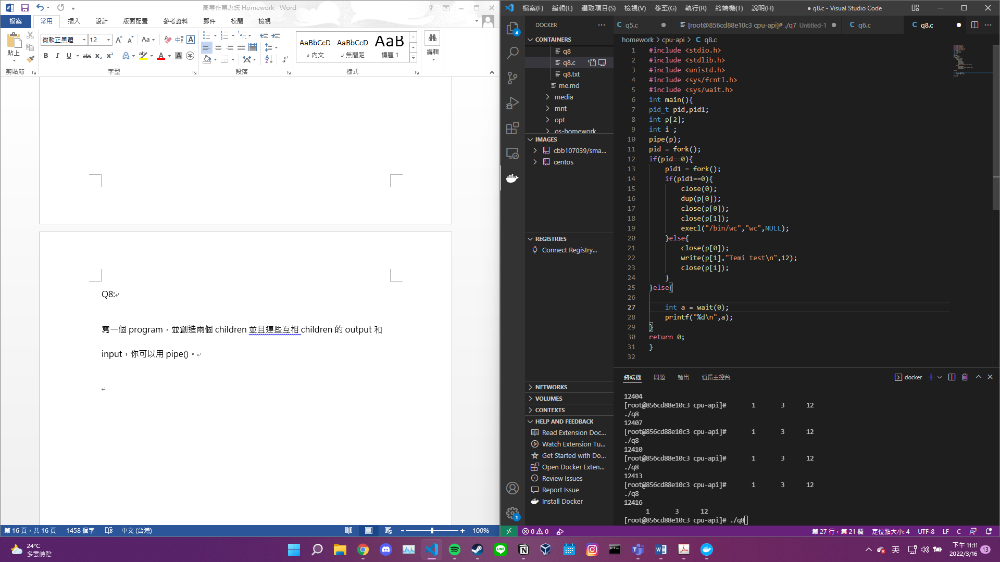 高等作業系統 Homework - Word
檔案 常用 插入 設計 版面配置 參考資料 郵件 校閱 檢視
貼上
微軟正黑體 12
AaBbCcD AaBbCcD AaB
內文 無間距 標題 1
編輯
剪貼簿 字型 段落 樣式
Q8:
寫一個 program，並創造兩個 children 並且連些互相 children 的 output 和
input，你可以用 pipe()。
第 16 頁，共 16 頁 1458 個字 中文 (台灣) 100%
檔案(F) 編輯(E) 選取項目(S) 檢視(V) 移至(G) 執行(R) 終端機(T) 說明(H) ● q8.c - Visual Studio Code
DOCKER
CONTAINERS
q8
q8.c
q8.txt
me.md
media
mnt
opt
os-homework
IMAGES
cbb107039/sma...
centos
REGISTRIES
Connect Registry...
NETWORKS
VOLUMES
CONTEXTS
HELP AND FEEDBACK
Read Extension Doc...
Watch Extension Tu...
Get Started with Do...
Open Docker Exten...
Review Issues
Report Issue
Install Docker
q5.c [root@856cd88e10c3 cpu-api]# ./q7 Untitled-1 q6.c q8.c
homework > cpu-api > C q8.c
1 #include <stdio.h>
2 #include <stdlib.h>
3 #include <unistd.h>
4 #include <sys/fcntl.h>
5 #include <sys/wait.h>
6 int main(){
7 pid_t pid,pid1;
8 int p[2];
9 int i ;
10 pipe(p);
11 pid = fork();
12 if(pid==0){
13 pid1 = fork();
14 if(pid1==0){
15 close(0);
16 dup(p[0]);
17 close(p[0]);
18 close(p[1]);
19 execl("/bin/wc","wc",NULL);
20 }else{
21 close(p[0]);
22 write(p[1],"Temi test\n",12);
23 close(p[1]);
24 }
25 }else{
26
27 int a = wait(0);
28 printf("%d\n",a);
29 }
30 return 0;
31 }
32
終端機 問題 輸出 偵錯主控台 docker
12404
[root@856cd88e10c3 cpu-api]# 1 3 12
./q8
12407
[root@856cd88e10c3 cpu-api]# 1 3 12
./q8
12410
[root@856cd88e10c3 cpu-api]# 1 3 12
./q8
12413
[root@856cd88e10c3 cpu-api]# 1 3 12
./q8
12416
1 3 12
[root@856cd88e10c3 cpu-api]# ./q8
0 0 第 27 行，第 21 欄 定位點大小: 4 UTF-8 LF C
24°C
多雲時陰
英
下午 11:11
2022/3/16
13